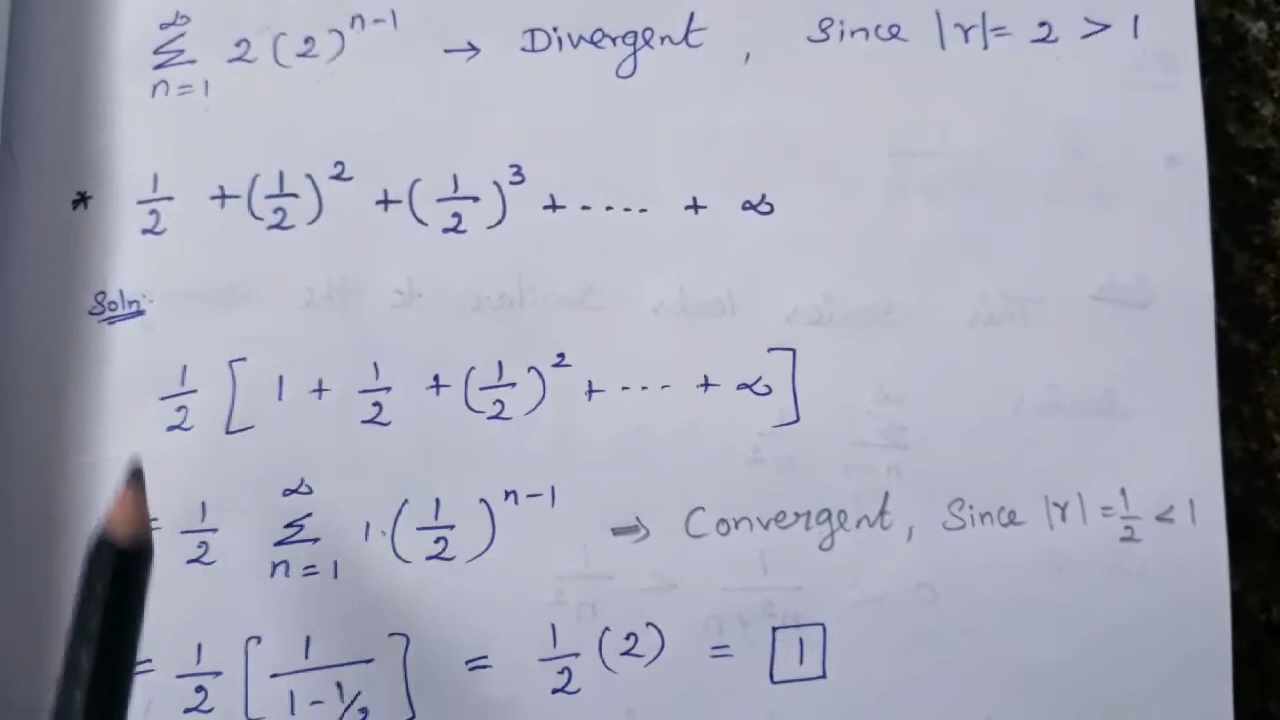 ∞∑n=1 2(2)^{n-1} → Divergent, Since |r| = 2 > 1
* 1/2 + (1/2)^2 + (1/2)^3 + .... + ∞
Soln:
1/2 [ 1 + 1/2 + (1/2)^2 + ... + ∞ ]
= 1/2 ∞∑n=1 1·(1/2)^{n-1} → Convergent, Since |r| = 1/2 < 1
= 1/2 [ 1/(1-1/2) ] = 1/2 (2) = 1